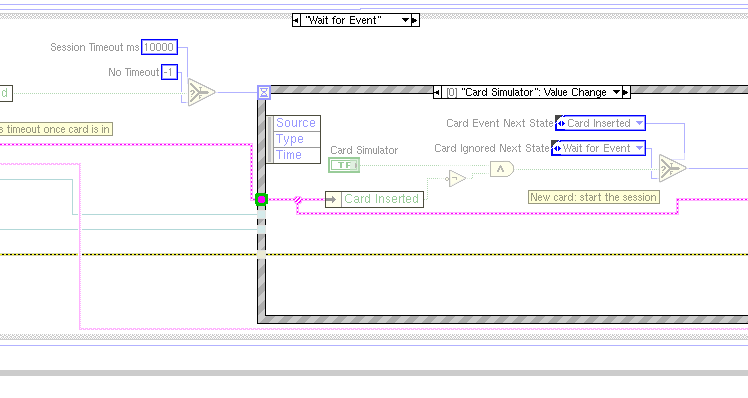 "Wait for Event"
Session Timeout ms 10000
No Timeout -1
d
[0] "Card Simulator": Value Change
s timeout once card is in
Source
Type
Time
Card Event Next State Card Inserted
Card Simulator
Card Ignored Next State Wait for Event
TF
Card Inserted
New card: start the session